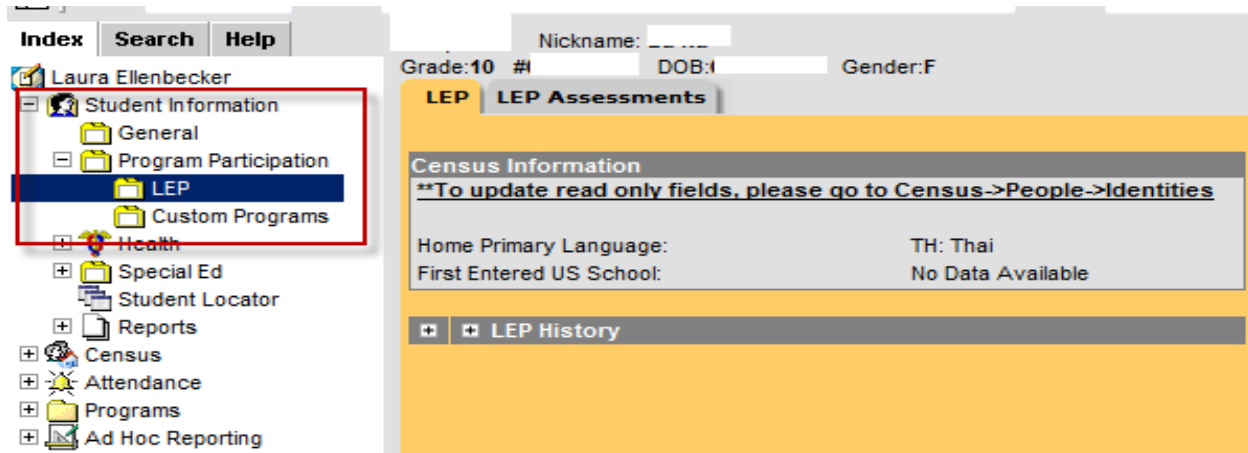 Index Search Help
Laura Ellenbecker
Student Information
General
Program Participation
LEP
Custom Programs
Health
Special Ed
Student Locator
Reports
Census
Attendance
Programs
Ad Hoc Reporting
Nickname:
Grade:10 # DOB: Gender:F
LEP LEP Assessments
Census Information
**To update read only fields, please go to Census->People->Identities
Home Primary Language: TH: Thai
First Entered US School: No Data Available
LEP History